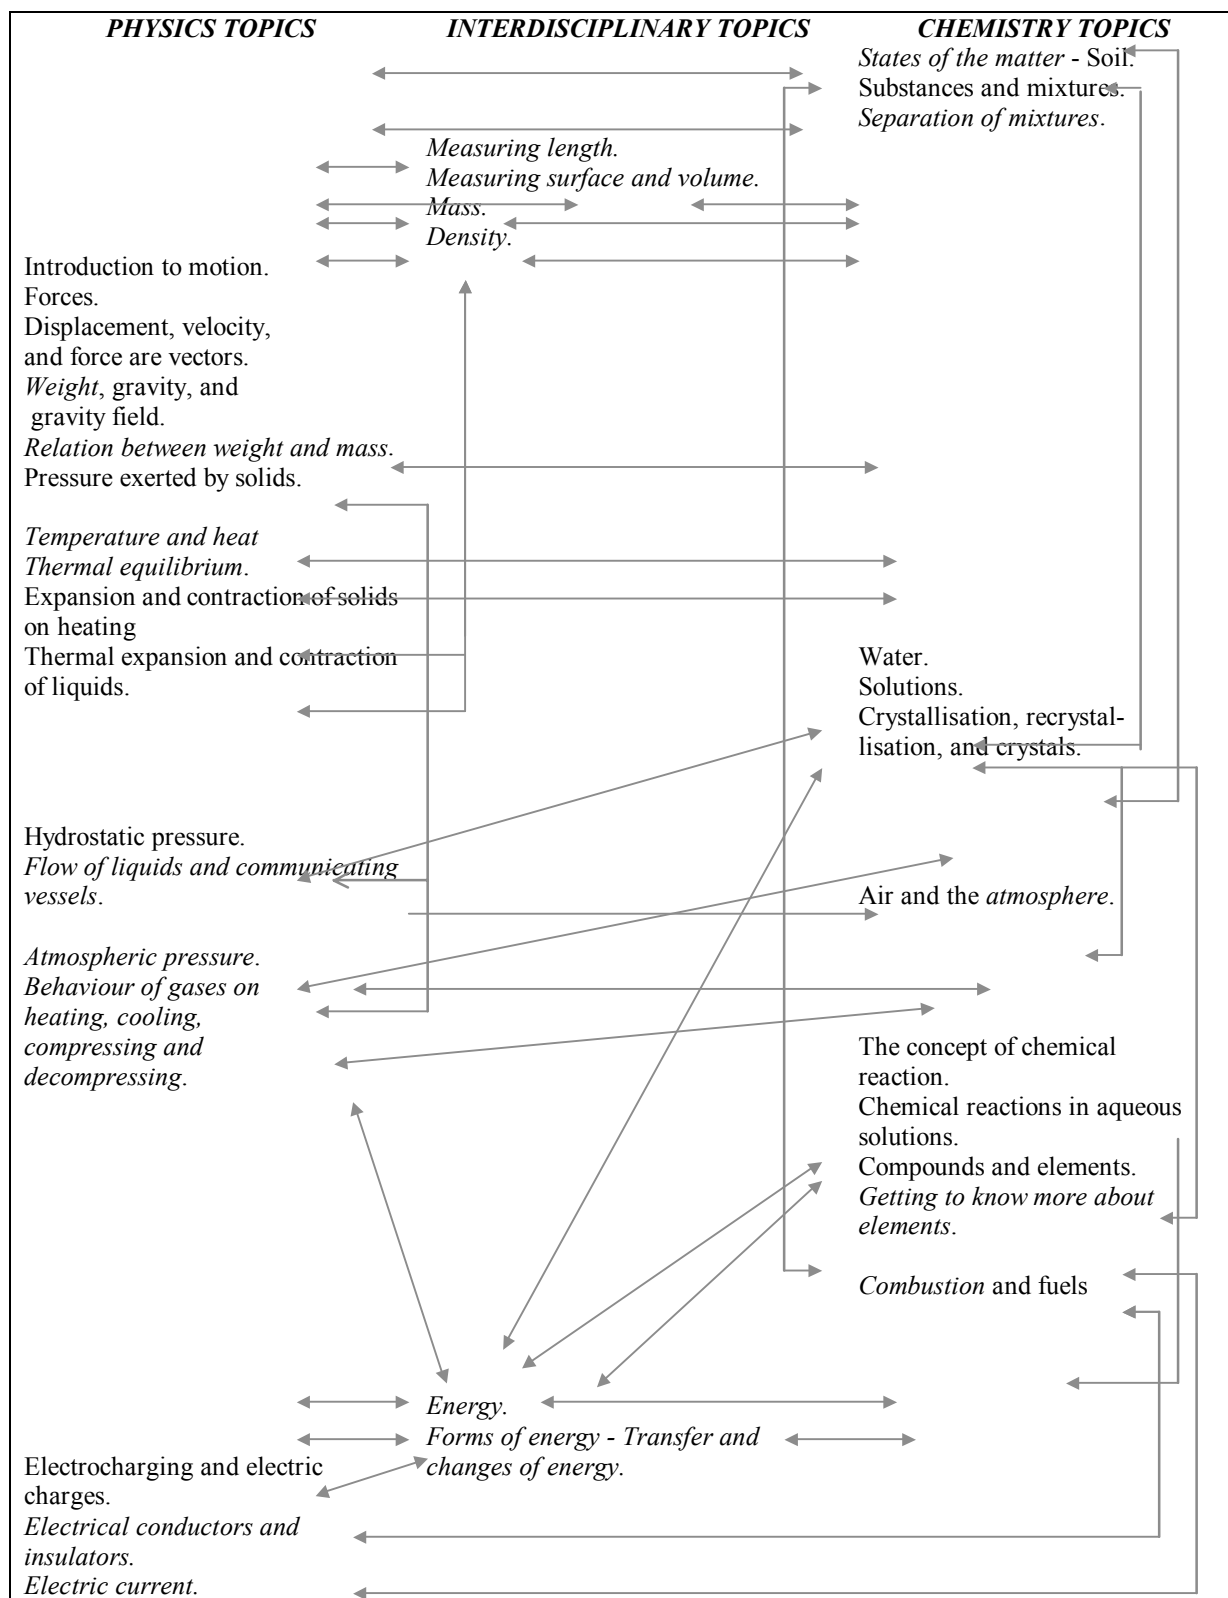 PHYSICS TOPICS INTERDISCIPLINARY TOPICS CHEMISTRY TOPICS
States of the matter - Soil.
Substances and mixtures.
Separation of mixtures.
Measuring length.
Measuring surface and volume.
Mass.
Density.
Introduction to motion.
Forces.
Displacement, velocity,
and force are vectors.
Weight, gravity, and
gravity field.
Relation between weight and mass.
Pressure exerted by solids.
Temperature and heat
Thermal equilibrium.
Expansion and contraction of solids
on heating
Thermal expansion and contraction
of liquids.
Water.
Solutions.
Crystallisation, recrystal-
lisation, and crystals.
Hydrostatic pressure.
Flow of liquids and communicating
vessels.
Air and the atmosphere.
Atmospheric pressure.
Behaviour of gases on
heating, cooling,
compressing and
decompressing.
The concept of chemical
reaction.
Chemical reactions in aqueous
solutions.
Compounds and elements.
Getting to know more about
elements.
Combustion and fuels
Energy.
Forms of energy - Transfer and
changes of energy.
Electrocharging and electric
charges.
Electrical conductors and
insulators.
Electric current.